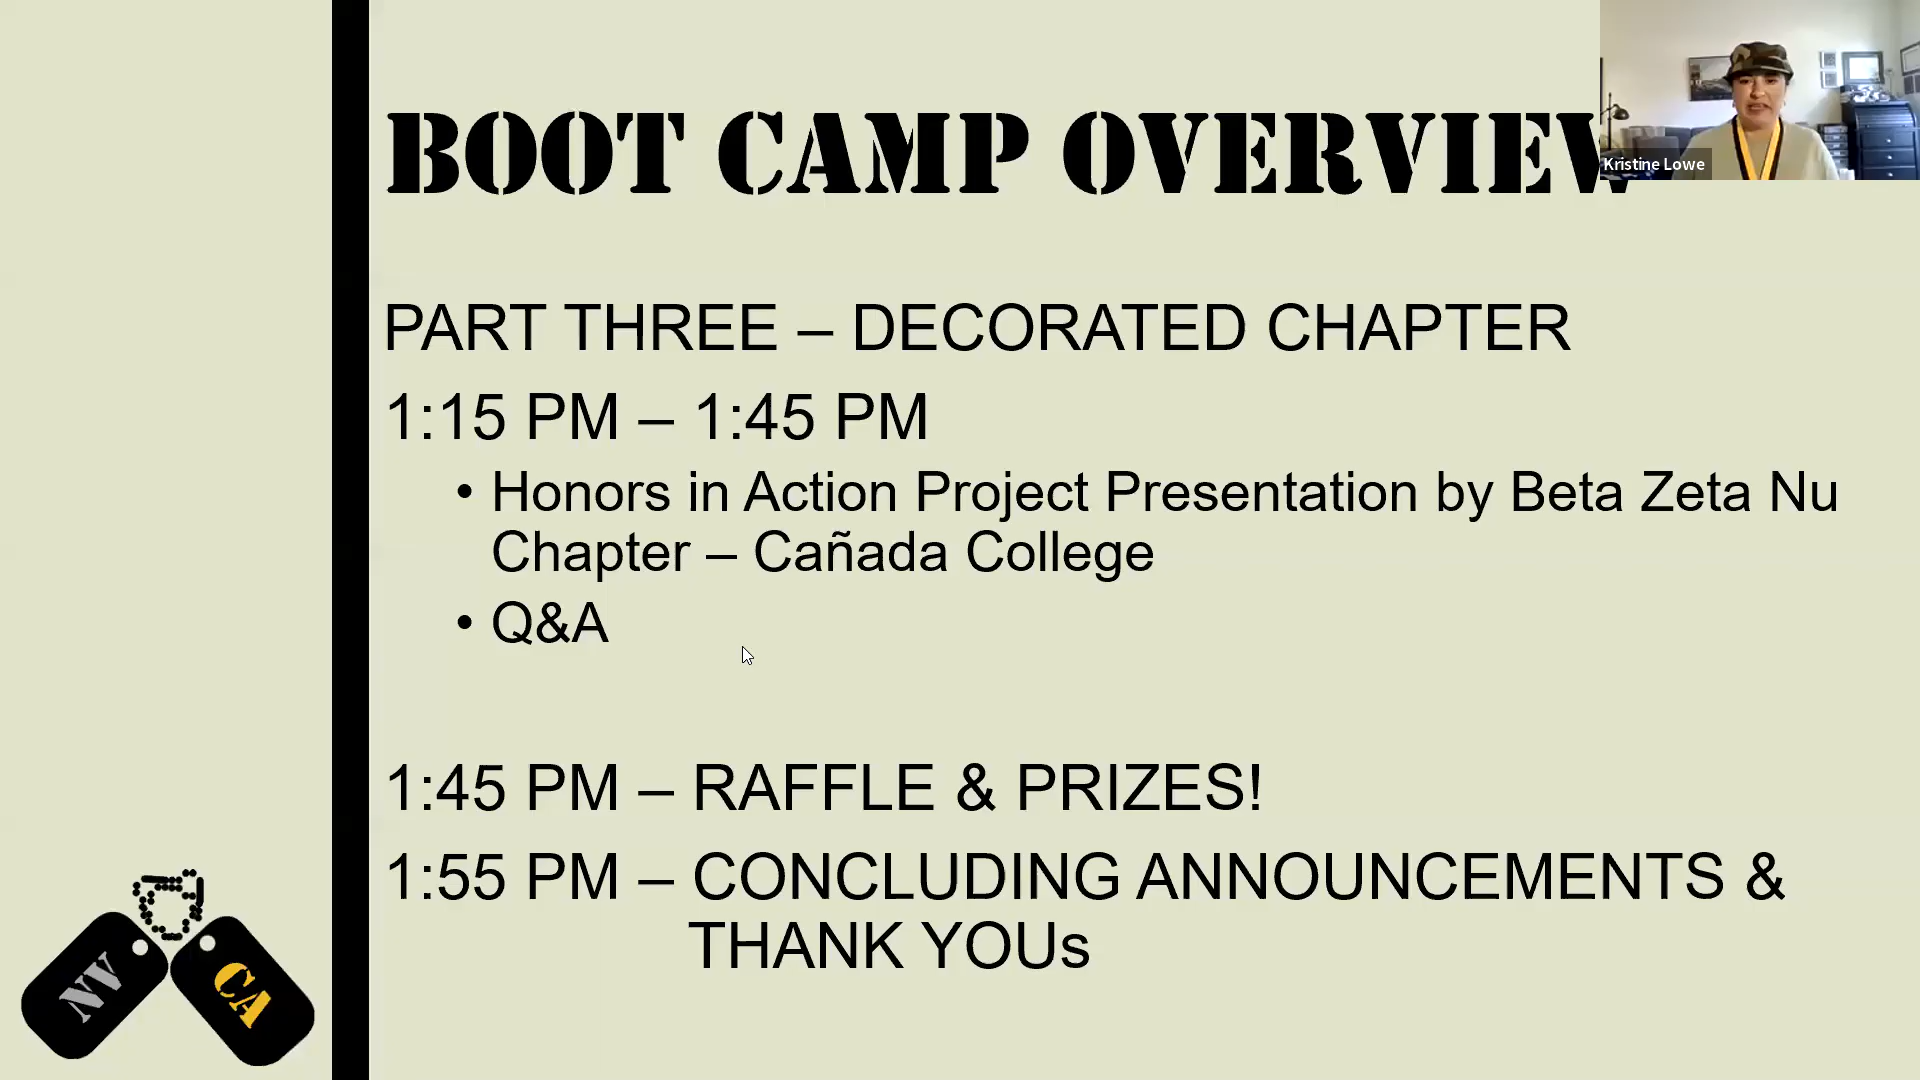 BOOT CAMP OVERVIEW
Kristine Lowe
PART THREE – DECORATED CHAPTER
1:15 PM – 1:45 PM
• Honors in Action Project Presentation by Beta Zeta Nu
Chapter – Cañada College
• Q&A
1:45 PM – RAFFLE & PRIZES!
1:55 PM – CONCLUDING ANNOUNCEMENTS &
THANK YOUs
NV
CA